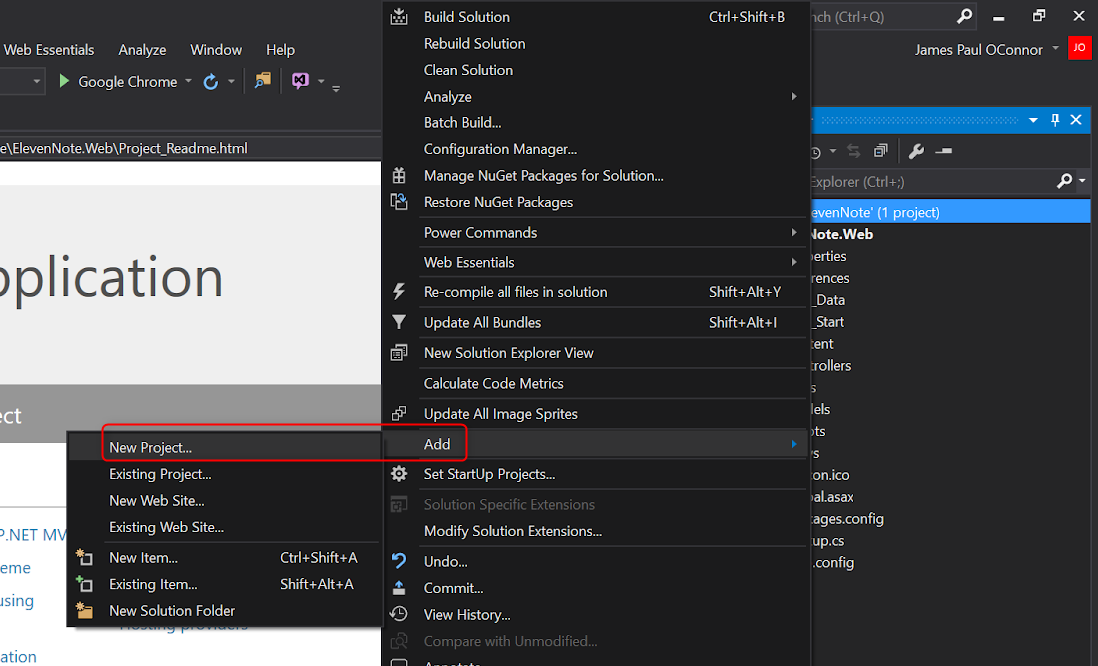 Build Solution Ctrl+Shift+B
nch (Ctrl+Q)
Rebuild Solution
Web Essentials Analyze Window Help
James Paul OConnor JO
Clean Solution
Google Chrome
Analyze
Batch Build...
e\ElevenNote.Web\Project_Readme.html
Configuration Manager...
Manage NuGet Packages for Solution...
Explorer (Ctrl+;)
Restore NuGet Packages
levenNote' (1 project)
Note.Web
Power Commands
perties
Web Essentials
rences
pplication
Re-compile all files in solution Shift+Alt+Y
_Data
Update All Bundles Shift+Alt+I
_Start
New Solution Explorer View
tent
trollers
Calculate Code Metrics
s
ect
Update All Image Sprites
dels
ots
Add
New Project...
ws
Existing Project...
Set StartUp Projects...
on.ico
New Web Site...
Solution Specific Extensions
bal.asax
Existing Web Site...
Modify Solution Extensions...
kages.config
P.NET MV
up.cs
New Item... Ctrl+Shift+A
Undo...
.config
eme
Existing Item... Shift+Alt+A
Commit...
using
New Solution Folder
View History...
Hosting providers
Compare with Unmodified...
ation
Annotate